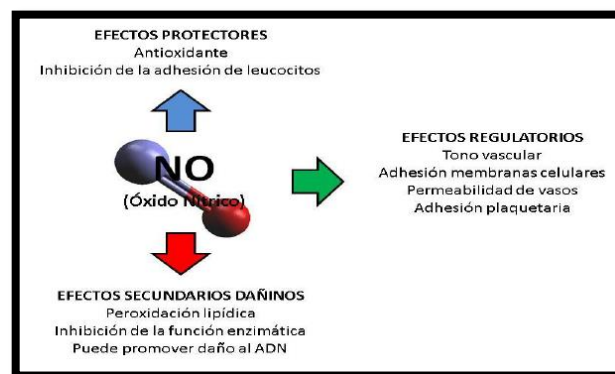 EFECTOS PROTECTORES
Antioxidante
Inhibición de la adhesión de leucocitos
NO
(Óxido Nítrico)
EFECTOS REGULATORIOS
Tono vascular
Adhesión membranas celulares
Permeabilidad de vasos
Adhesión plaquetaria
EFECTOS SECUNDARIOS DAÑINOS
Peroxidación lipídica
Inhibición de la función enzimática
Puede promover daño al ADN